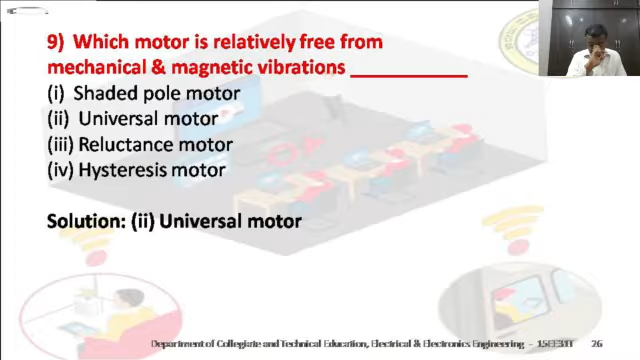 9) Which motor is relatively free from
mechanical & magnetic vibrations ___________
(i) Shaded pole motor
(ii) Universal motor
(iii) Reluctance motor
(iv) Hysteresis motor
Solution: (ii) Universal motor
Department of Collegiate and Technical Education, Electrical & Electronics Engineering - 15EE31T 26